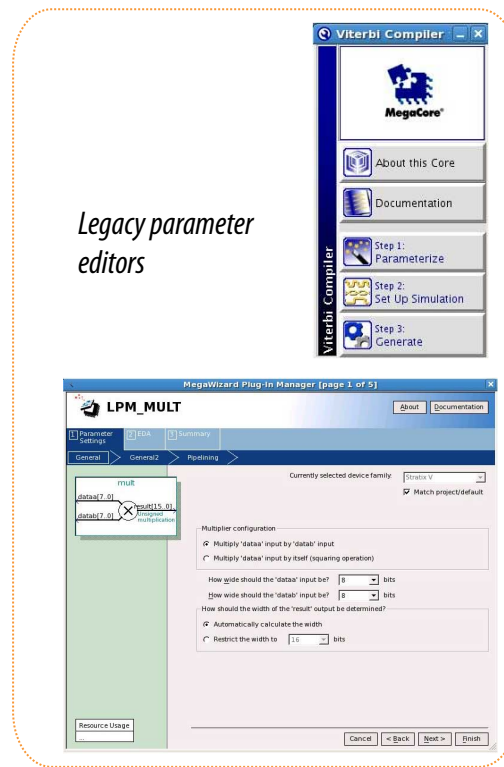 Viterbi Compiler
MegaCore®
About this Core
Documentation
Viterbi Compiler
Step 1:
Parameterize
Step 2:
Set Up Simulation
Step 3:
Generate
Legacy parameter
editors
MegaWizard Plug-In Manager [page 1 of 5]
LPM_MULT
About
Documentation
1 Parameter
Settings
2 EDA
3 Summary
General
General2
Pipelining
Currently selected device family:
Stratix V
Match project/default
mult
dataa[7..0]
result[15..0]
datab[7..0]
Unsigned
multiplication
Multiplier configuration
Multiply 'dataa' input by 'datab' input
Multiply 'dataa' input by itself (squaring operation)
How wide should the 'dataa' input be? 8 bits
How wide should the 'datab' input be? 8 bits
How should the width of the 'result' output be determined?
Automatically calculate the width
Restrict the width to 16 bits
Resource Usage
...
Cancel
< Back
Next >
Finish